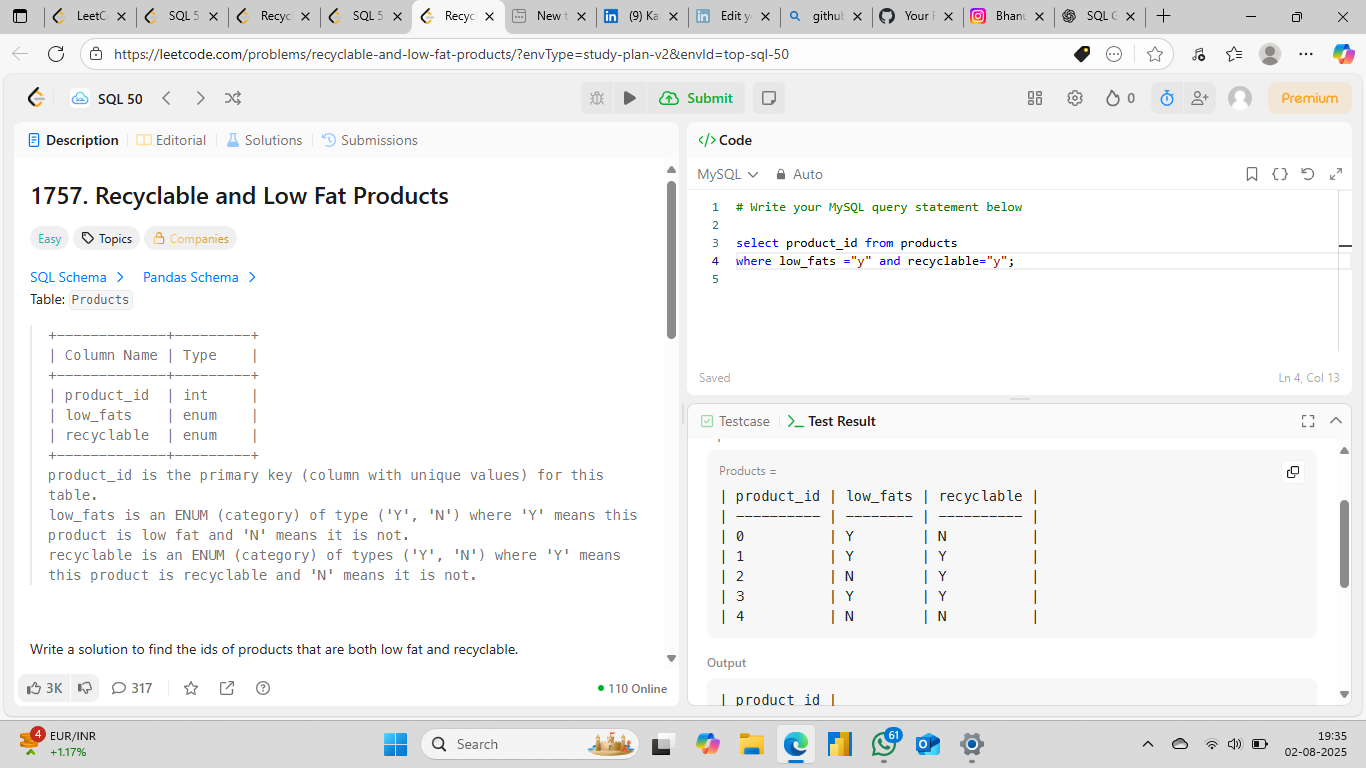 LeetC
SQL 5
Recyc
SQL 5
Recyc
New t
(9) Ka
Edit y
github
Your F
Bhanu
SQL G
https://leetcode.com/problems/recyclable-and-low-fat-products/?envType=study-plan-v2&envId=top-sql-50
SQL 50
Submit
0
Premium
Description
Editorial
Solutions
Submissions
1757. Recyclable and Low Fat Products
Easy
Topics
Companies
SQL Schema
Pandas Schema
Table: Products
+-------------+---------+
| Column Name | Type    |
+-------------+---------+
| product_id  | int     |
| low_fats    | enum    |
| recyclable  | enum    |
+-------------+---------+
product_id is the primary key (column with unique values) for this
table.
low_fats is an ENUM (category) of type ('Y', 'N') where 'Y' means this
product is low fat and 'N' means it is not.
recyclable is an ENUM (category) of types ('Y', 'N') where 'Y' means
this product is recyclable and 'N' means it is not.
Write a solution to find the ids of products that are both low fat and recyclable.
3K
317
110 Online
</> Code
MySQL
Auto
1 # Write your MySQL query statement below
2
3 select product_id from products
4 where low_fats ="y" and recyclable="y";
5
Saved
Ln 4, Col 13
Testcase
Test Result
Products =
| product_id | low_fats | recyclable |
| ---------- | -------- | ---------- |
| 0          | Y        | N          |
| 1          | Y        | Y          |
| 2          | N        | Y          |
| 3          | Y        | Y          |
| 4          | N        | N          |
Output
| product_id |
4
EUR/INR
+1.17%
Search
61
19:35
02-08-2025